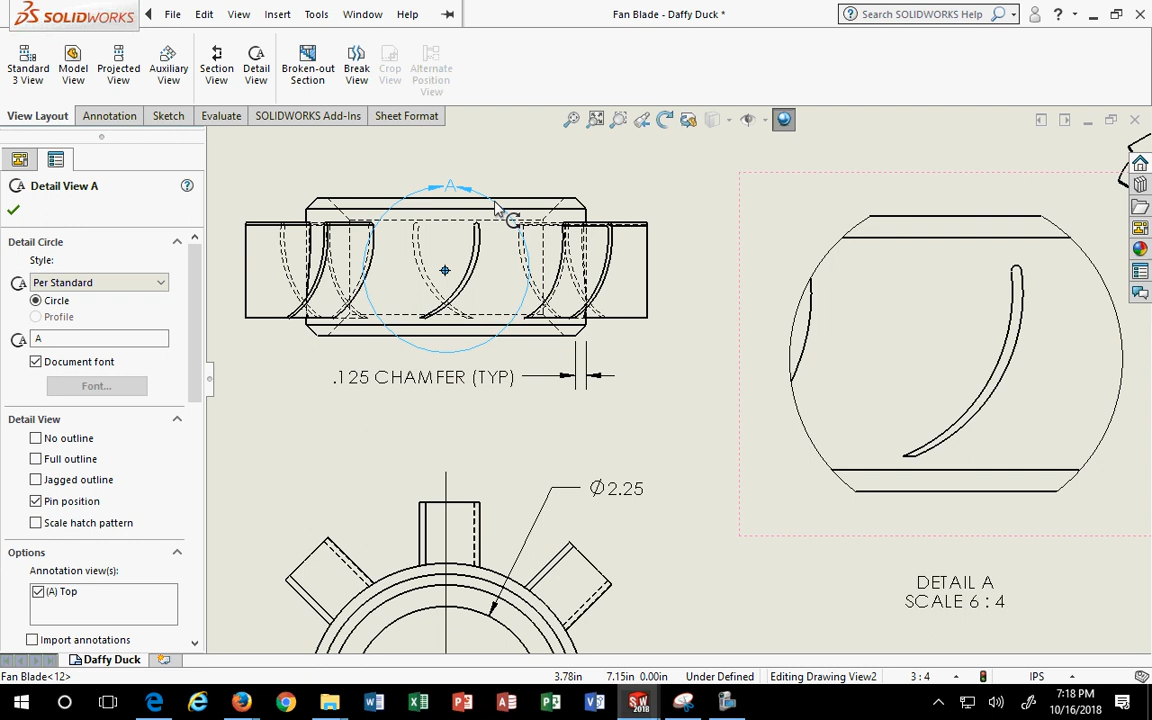 SOLIDWORKS
File
Edit
View
Insert
Tools
Window
Help
Fan Blade - Daffy Duck *
Search SOLIDWORKS
?
Standard 3 View
Model View
Projected View
Auxiliary View
Section View
Detail View
Broken-out Section
Break View
Crop View
Alternate Position View
View Layout
Annotation
Sketch
Evaluate
SOLIDWORKS Add-Ins
Sheet Format
Detail View A
?
Detail Circle
Style:
Per Standard
Circle
Profile
A
Document font
Font...
Detail View
No outline
Full outline
Jagged outline
Pin position
Scale hatch pattern
Options
Annotation view(s):
(A) Top
Import annotations
A
.125 CHAMFER (TYP)
Ø2.25
DETAIL A
SCALE 6 : 4
Daffy Duck
Fan Blade<12>
3.78in
7.15in
0.00in
Under Defined
Editing Drawing View2
3 : 4
IPS
SW
2018
7:18 PM
10/16/2018